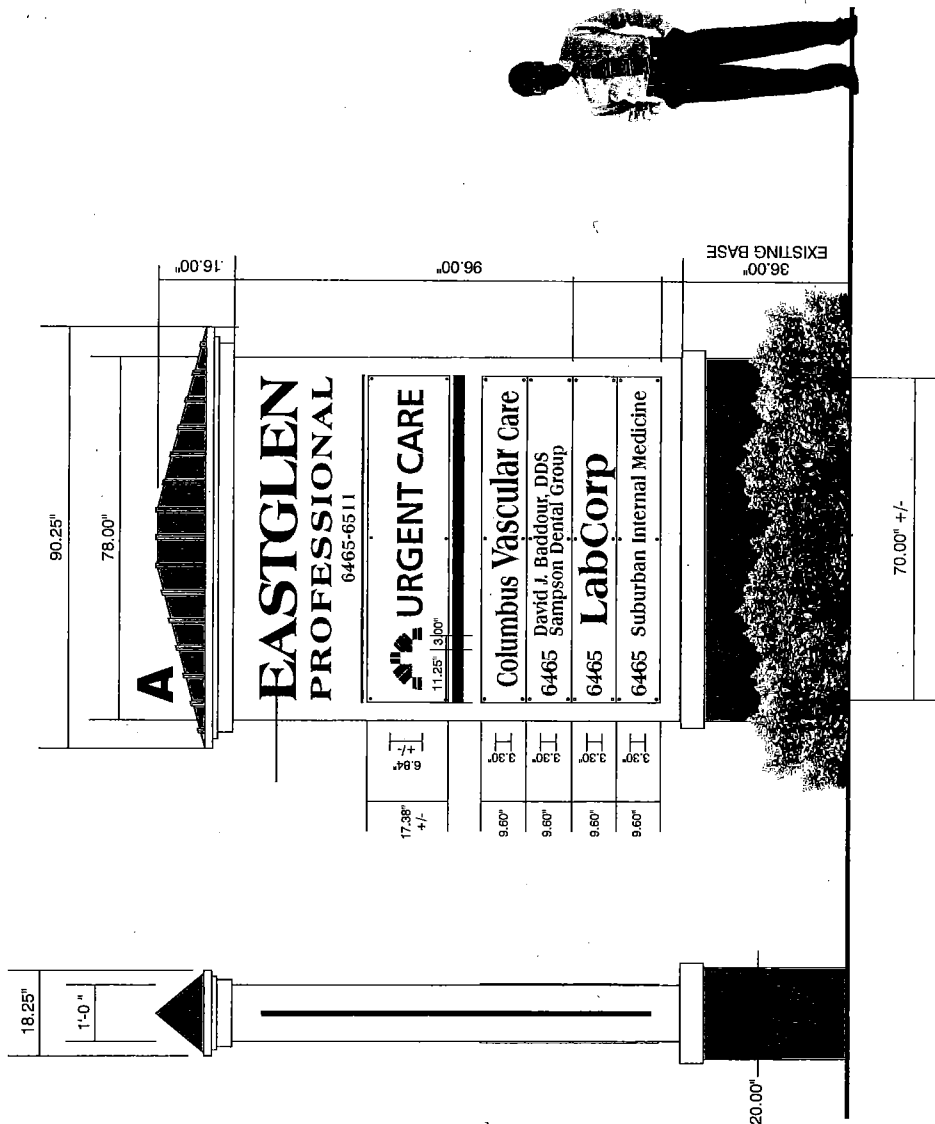 90.25"
78.00"
A
16.00"
EASTGLEN
PROFESSIONAL
6465-6511
URGENT CARE
11.25" 3.00"
6.84"
+/-
17.38"
+/-
96.00"
Columbus Vascular Care
3.30"
9.60"
6465 David J. Baddour, DDS
Sampson Denial Group
3.30"
9.60"
6465 LabCorp
3.30"
9.60"
6465 Suburban Internal Medicine
3.30"
9.60"
36.00"
EXISTING BASE
70.00" +/-
18.25"
1'-0 "
20.00"